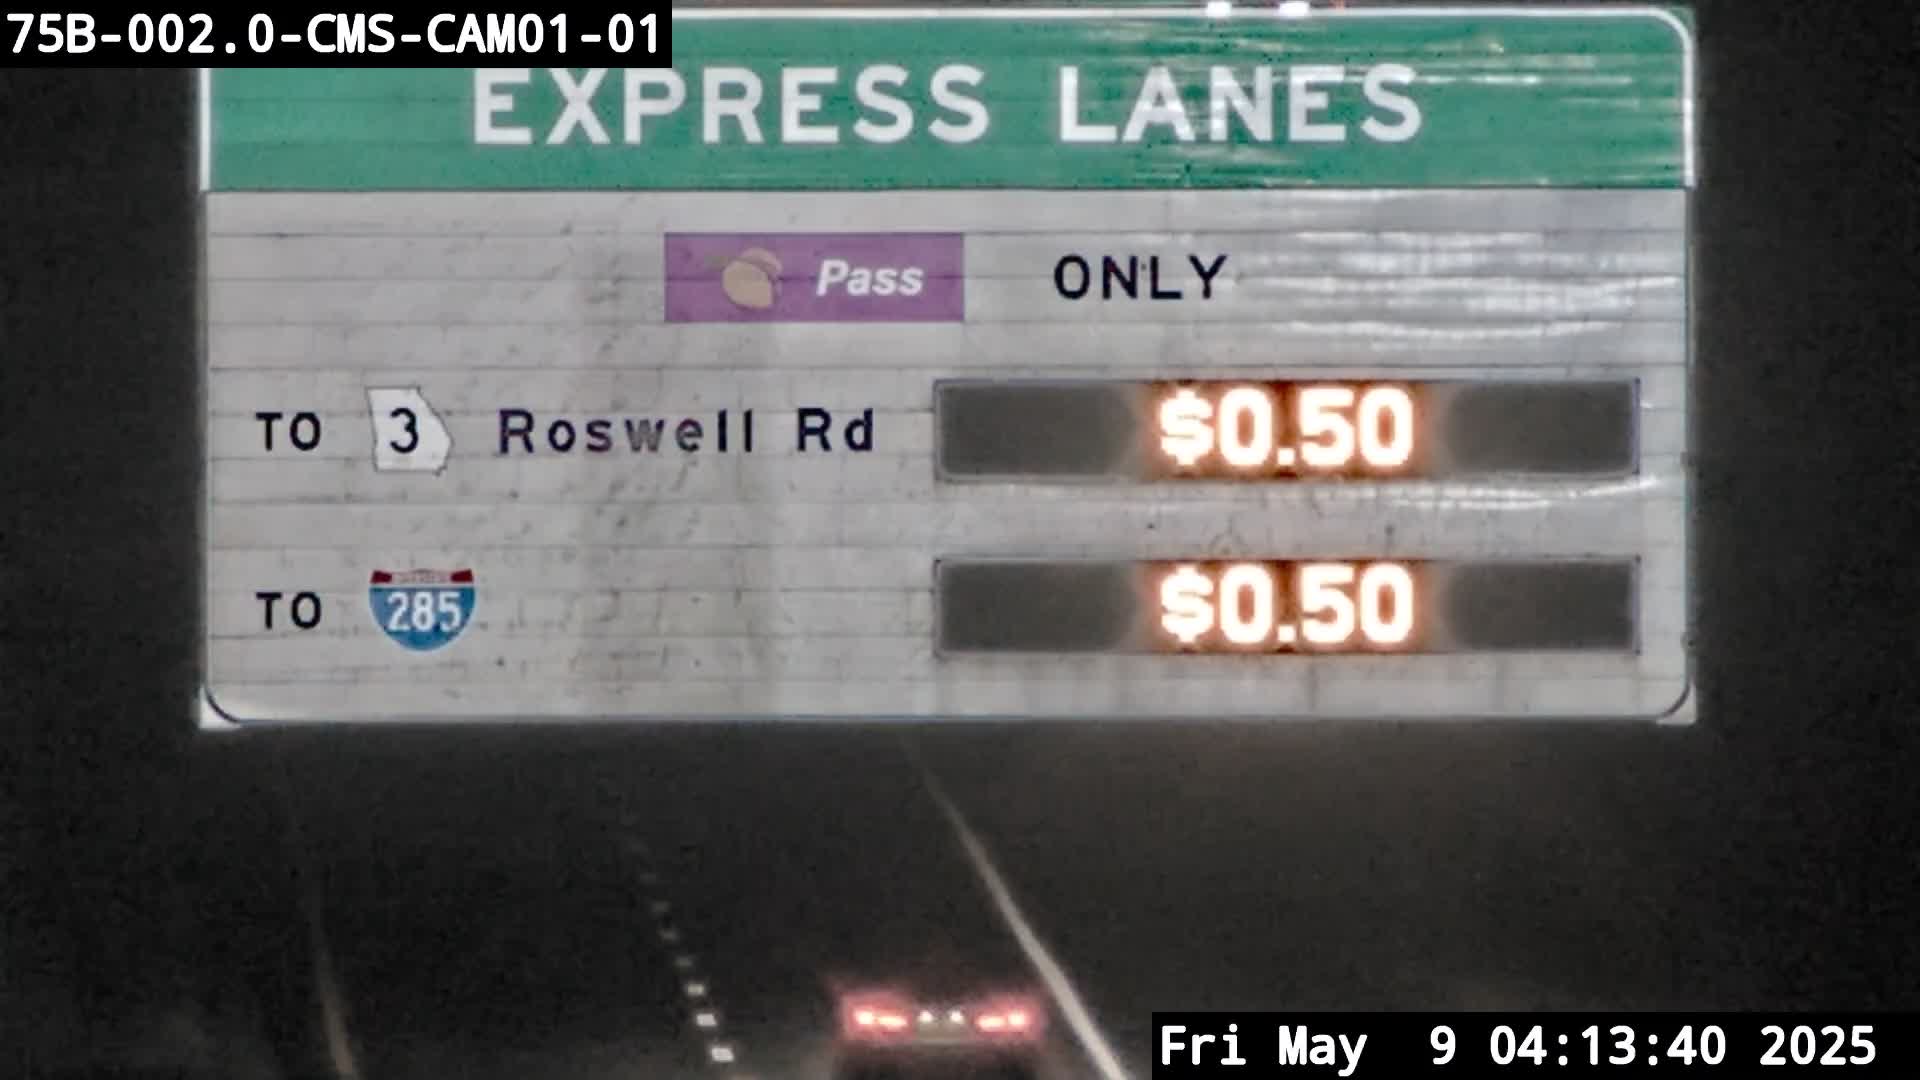 75B-002.0-CMS-CAM01-01
EXPRESS LANES
Pass ONLY
TO 3 Roswell Rd $0.50
TO 285 $0.50
Fri May 9 04:13:40 2025